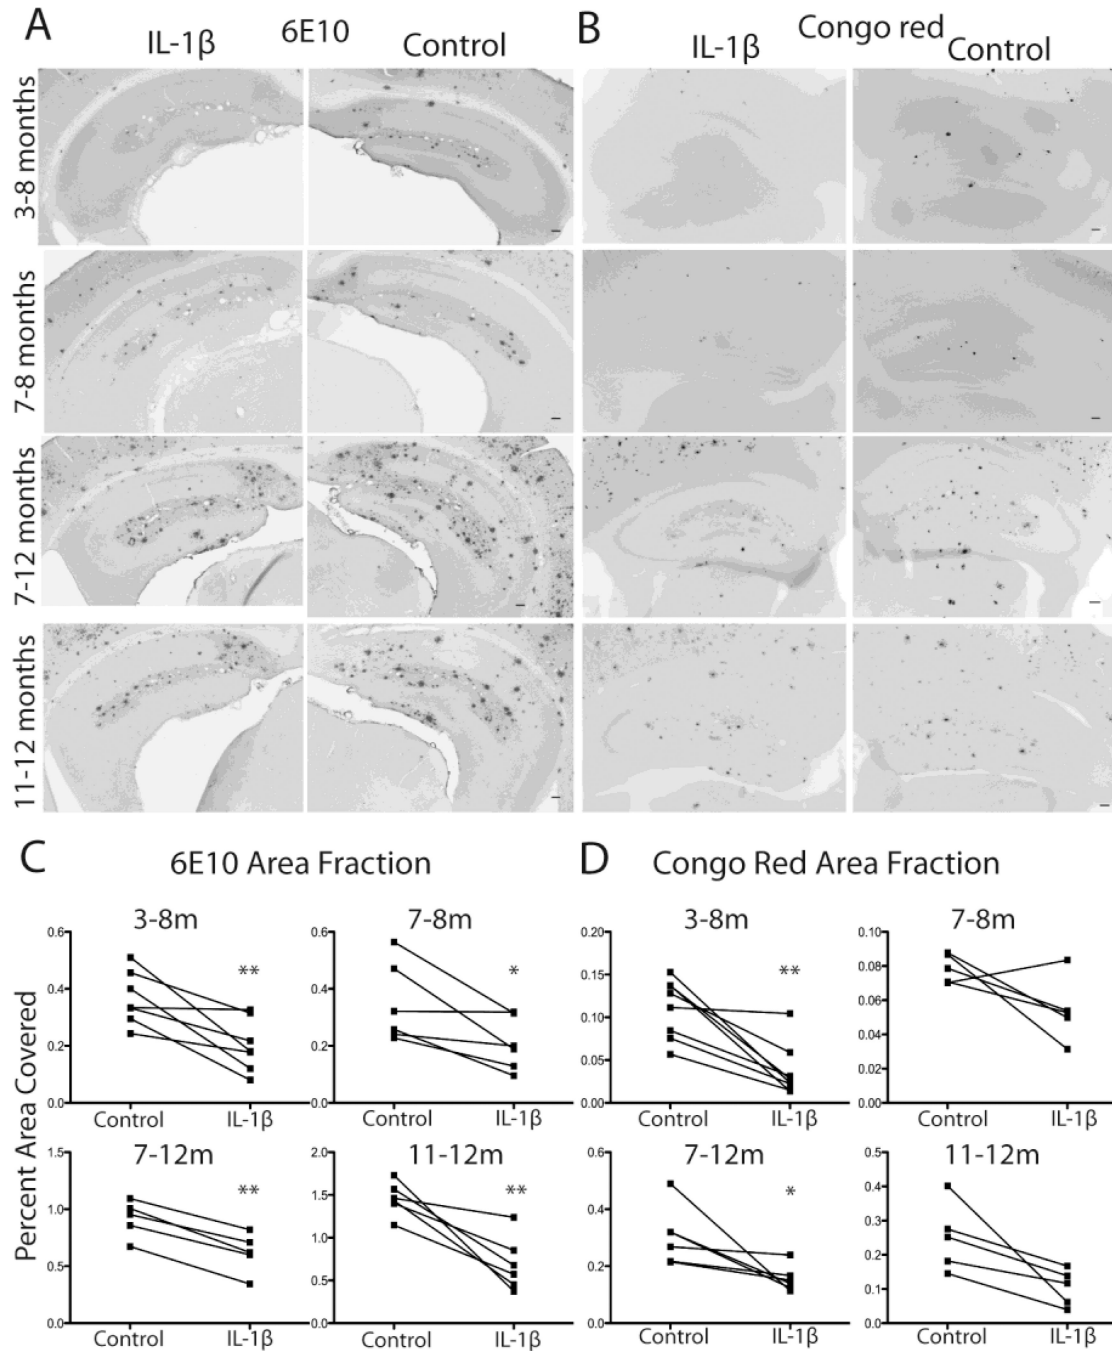 A 6E10 B Congo red
IL-1β Control IL-1β Control
3-8 months
7-8 months
7-12 months
11-12 months
C 6E10 Area Fraction D Congo Red Area Fraction
Percent Area Covered
3-8m
0.6
0.4
0.2
0.0
**
Control IL-1β
7-8m
0.6
0.4
0.2
0.0
*
Control IL-1β
3-8m
0.20
0.15
0.10
0.05
0.00
**
Control IL-1β
7-8m
0.10
0.08
0.06
0.04
0.02
0.00
Control IL-1β
7-12m
1.5
1.0
0.5
0.0
**
Control IL-1β
11-12m
2.0
1.5
1.0
0.5
0.0
**
Control IL-1β
7-12m
0.6
0.4
0.2
0.0
*
Control IL-1β
11-12m
0.5
0.4
0.3
0.2
0.1
0.0
Control IL-1β